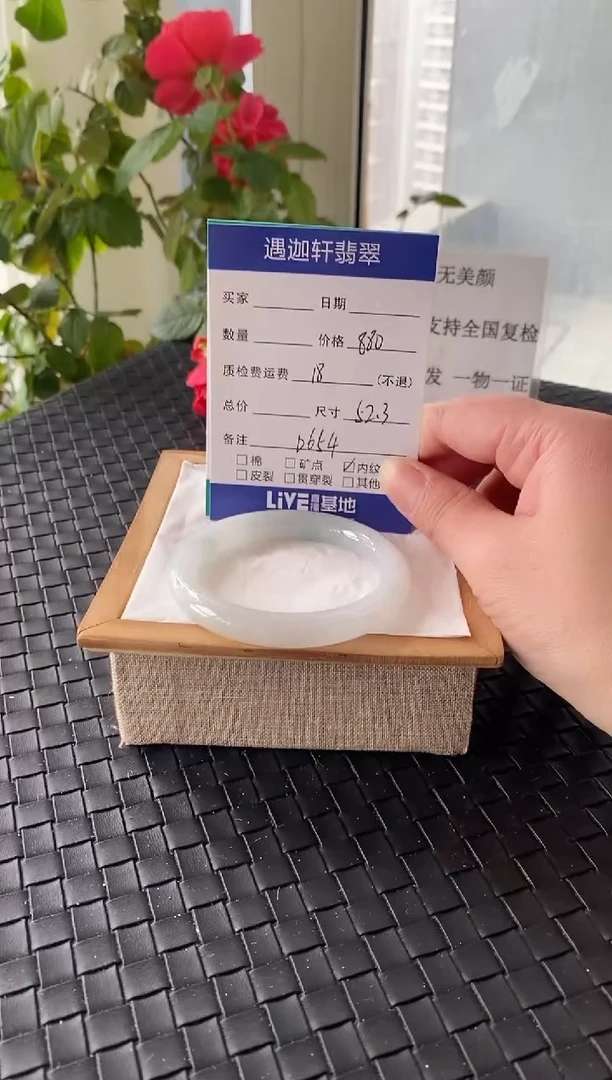 遇迦轩翡翠
买家 日期
数量 价格 880
质检费运费 18 (不退)
总价 尺寸 52.3
备注 D654
□棉 □矿点 ☑内纹
□皮裂 □贯穿裂 □其他
LiVE 基地
无美颜
支持全国复检
发 一物一证